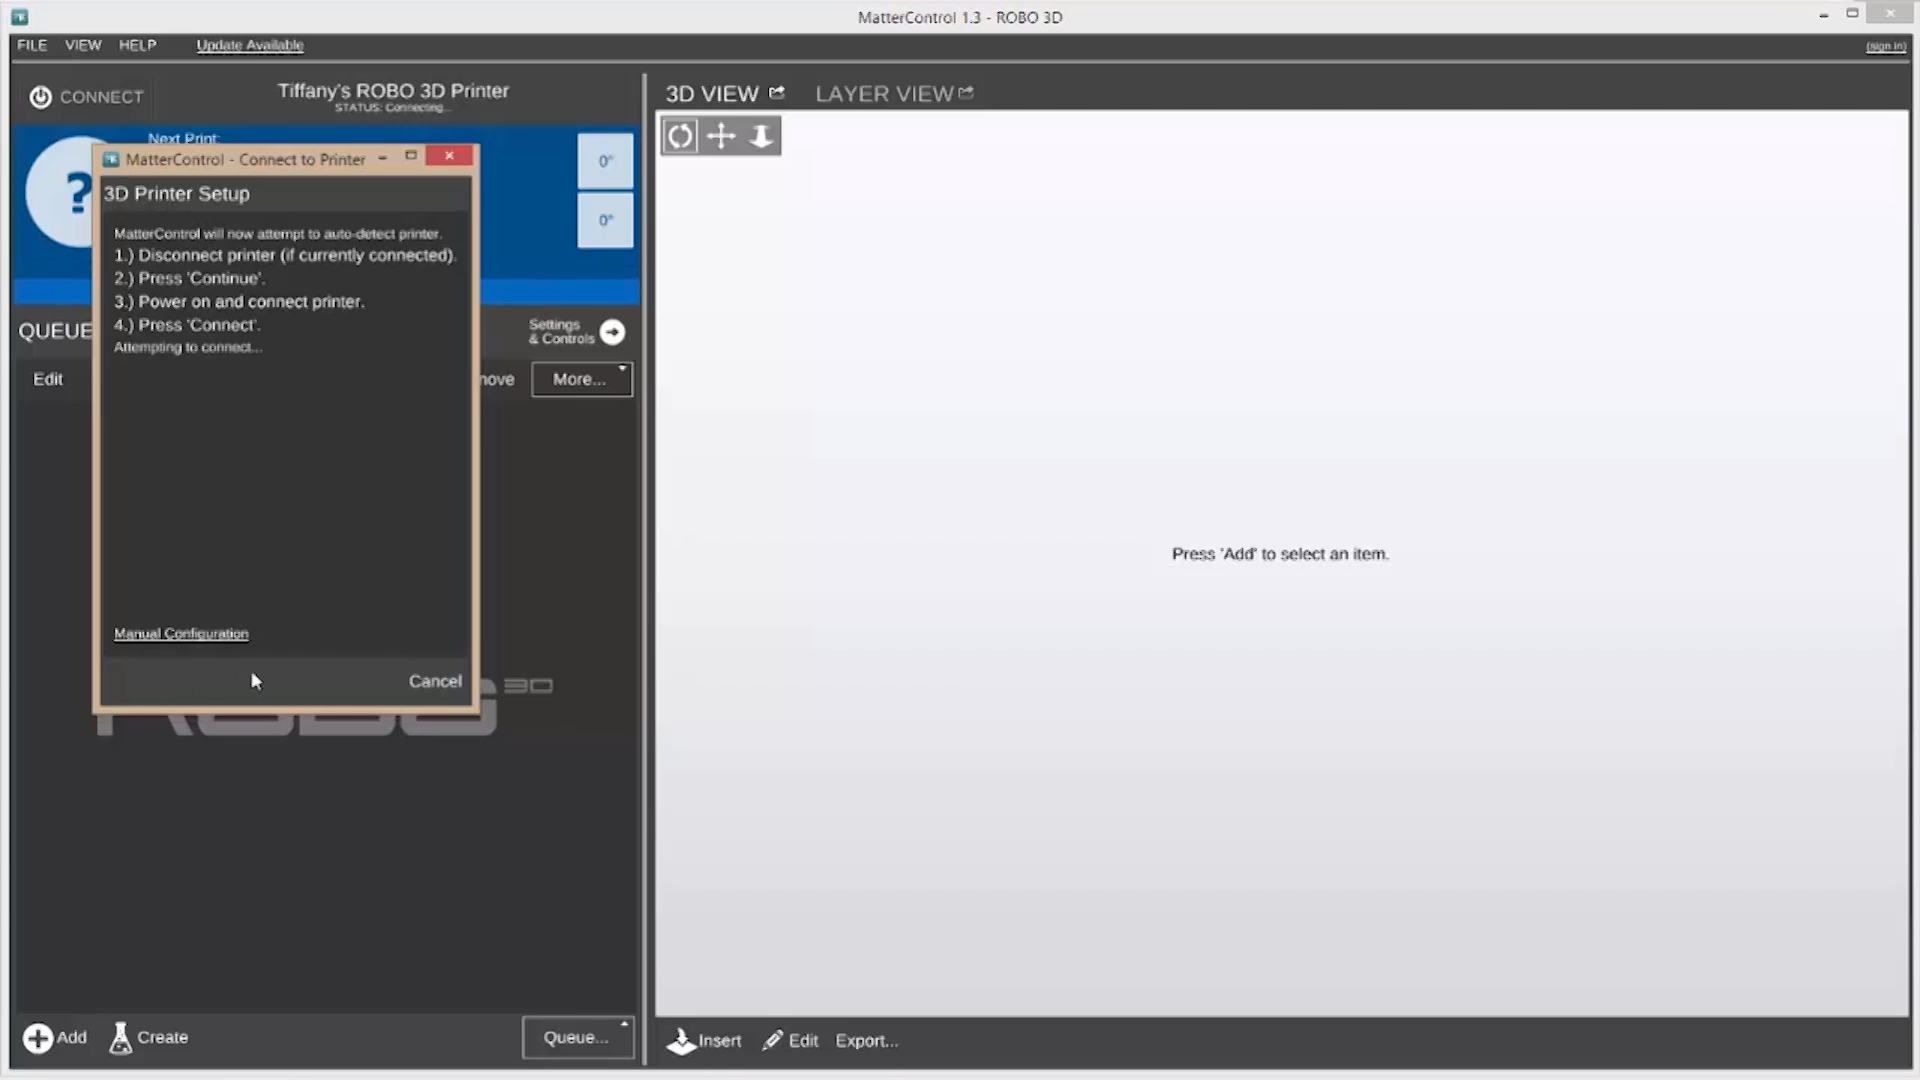 MatterControl 1.3 - ROBO 3D
FILE VIEW HELP Update Available (sign in)
CONNECT
Tiffany's ROBO 3D Printer
STATUS: Connecting...
3D VIEW LAYER VIEW
Next Print:
?
0°
0°
MatterControl - Connect to Printer
3D Printer Setup
MatterControl will now attempt to auto-detect printer.
1.) Disconnect printer (if currently connected).
2.) Press 'Continue'.
3.) Power on and connect printer.
4.) Press 'Connect'.
Attempting to connect...
Manual Configuration
Cancel
QUEUE
Settings
& Controls
Edit
move
More...
3D
Press 'Add' to select an item.
Add Create Queue...
Insert Edit Export...